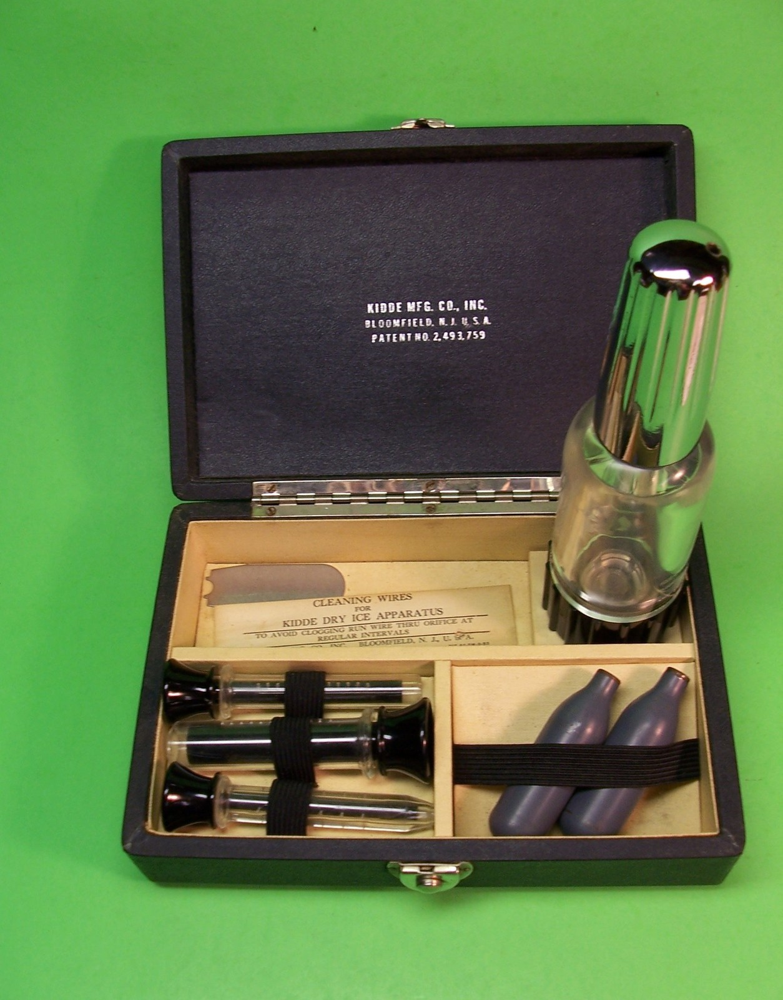 KIDDE MFG. CO., INC.
BLOOMFIELD, N. J. U. S. A.
PATENT NO. 2,493,759
CLEANING WIRES
FOR
KIDDE DRY ICE APPARATUS
TO AVOID CLOGGING RUN WIRE THRU ORIFICE AT
REGULAR INTERVALS
CO., INC. BLOOMFIELD, N. J., U. S. A.